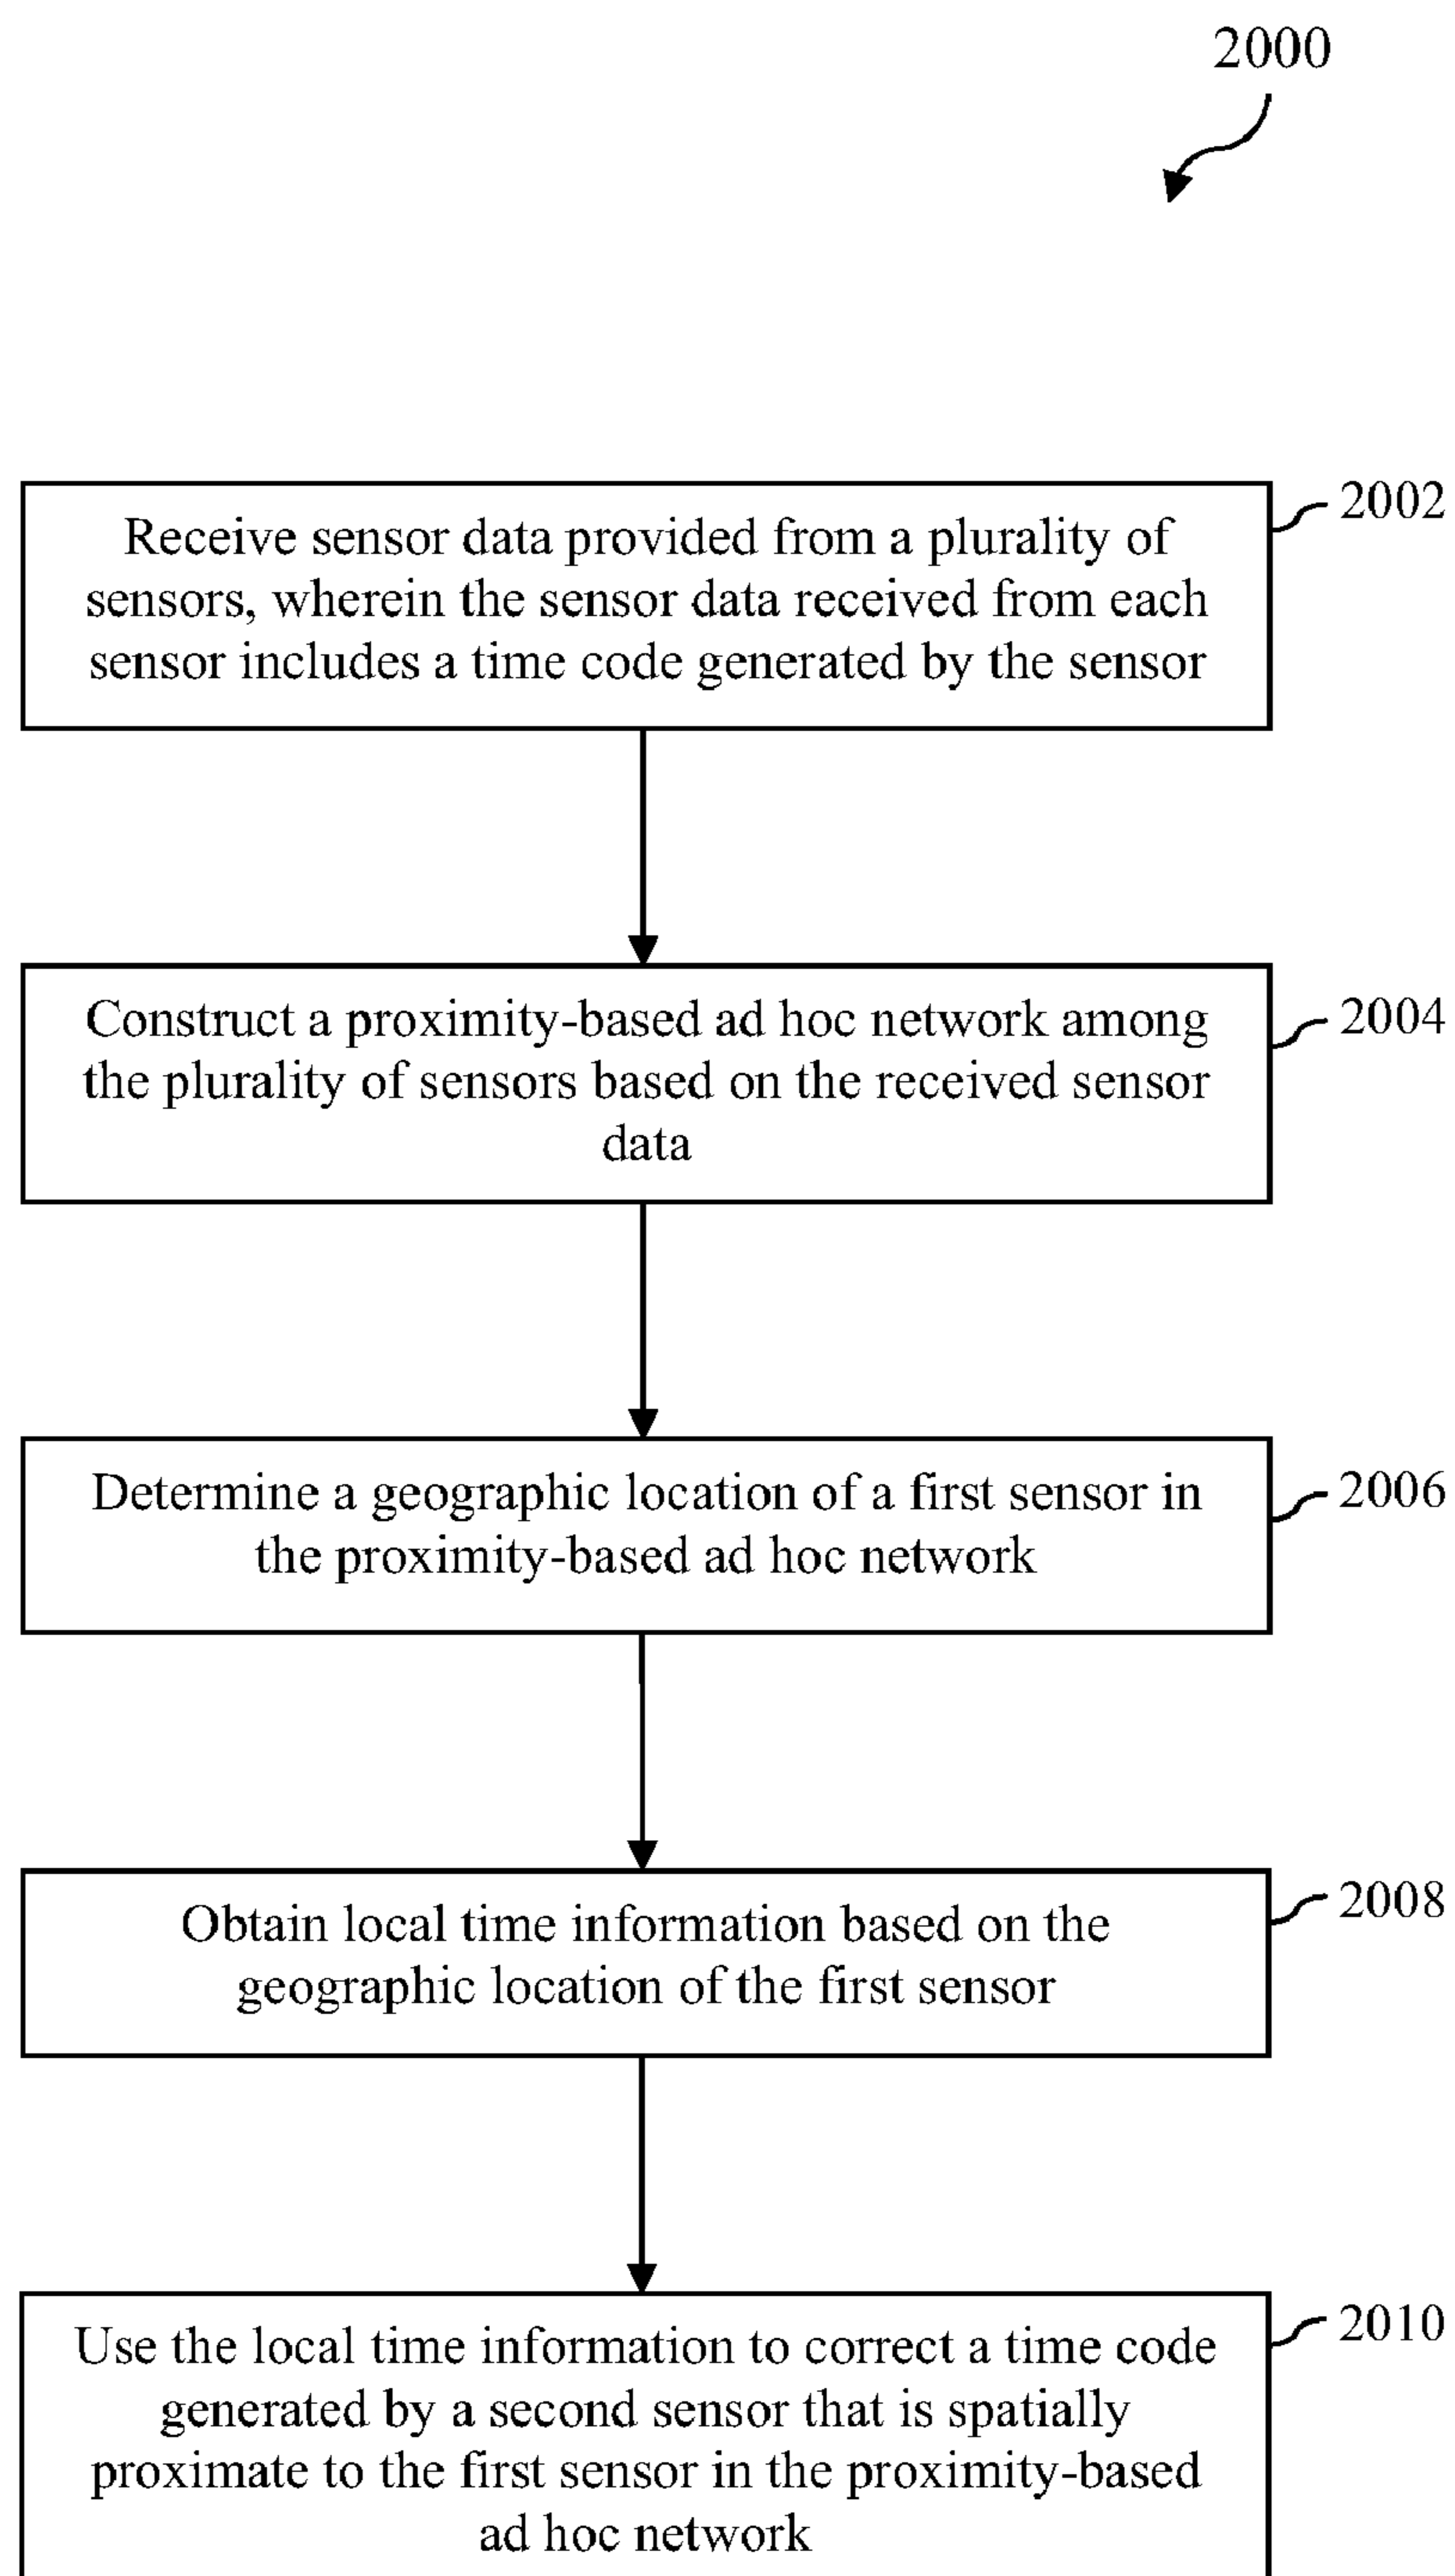 2000
2002
Receive sensor data provided from a plurality of
sensors, wherein the sensor data received from each
sensor includes a time code generated by the sensor
2004
Construct a proximity-based ad hoc network among
the plurality of sensors based on the received sensor
data
2006
Determine a geographic location of a first sensor in
the proximity-based ad hoc network
2008
Obtain local time information based on the
geographic location of the first sensor
2010
Use the local time information to correct a time code
generated by a second sensor that is spatially
proximate to the first sensor in the proximity-based
ad hoc network